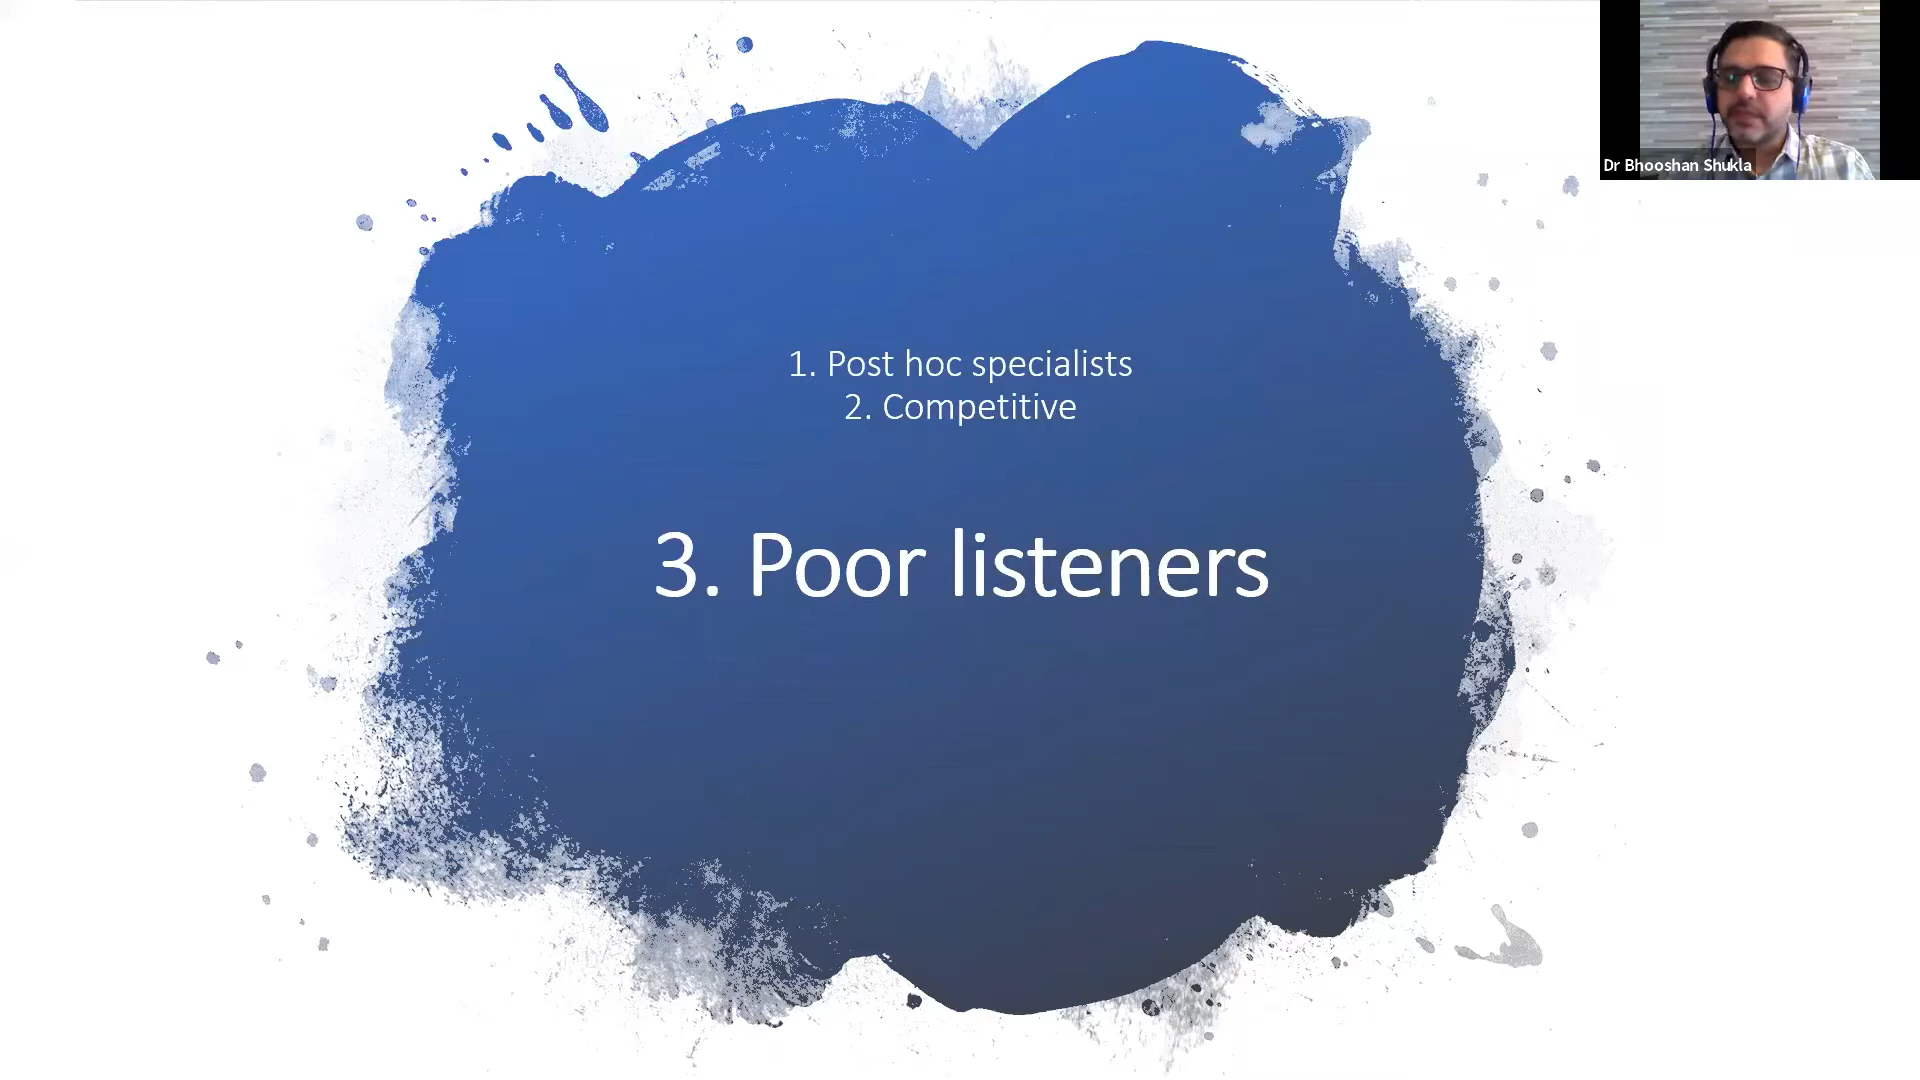 1. Post hoc specialists
2. Competitive
3. Poor listeners
Dr Bhooshan Shukla